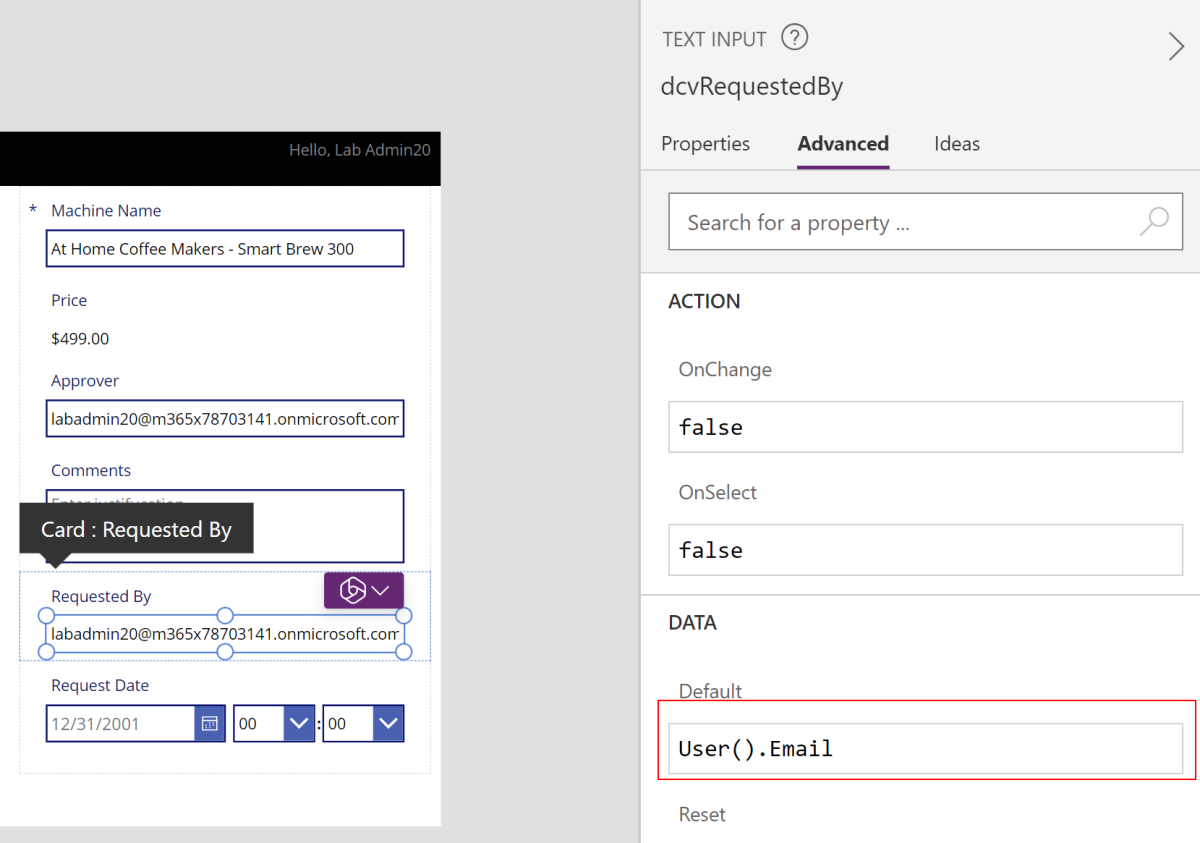 Hello, Lab Admin20
* Machine Name
At Home Coffee Makers - Smart Brew 300
Price
$499.00
Approver
labadmin20@m365x78703141.onmicrosoft.com
Comments
Card : Requested By
Requested By
labadmin20@m365x78703141.onmicrosoft.com
Request Date
12/31/2001
00
:
00
TEXT INPUT ?
dcvRequestedBy
Properties
Advanced
Ideas
Search for a property ...
ACTION
OnChange
false
OnSelect
false
DATA
Default
User().Email
Reset